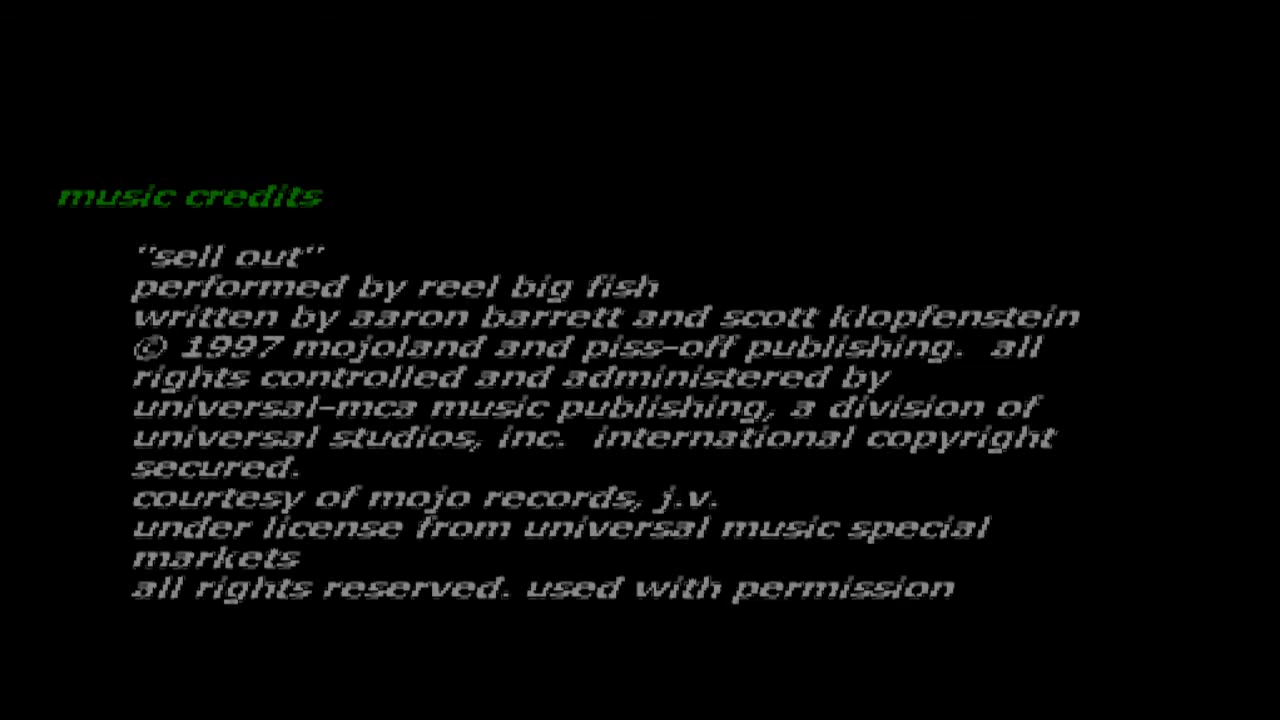 music credits
"sell out"
performed by reel big fish
written by aaron barrett and scott klopfenstein
© 1997 mojoland and piss-off publishing.  all
rights controlled and administered by
universal-mca music publishing, a division of
universal studios, inc.  international copyright
secured.
courtesy of mojo records, j.v.
under license from universal music special
markets
all rights reserved. used with permission